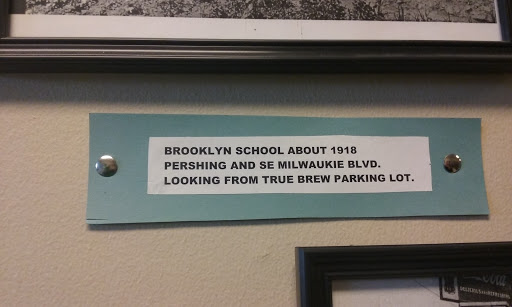 BROOKLYN SCHOOL ABOUT 1918
PERSHING AND SE MILWAUKIE BLVD.
LOOKING FROM TRUE BREW PARKING LOT.